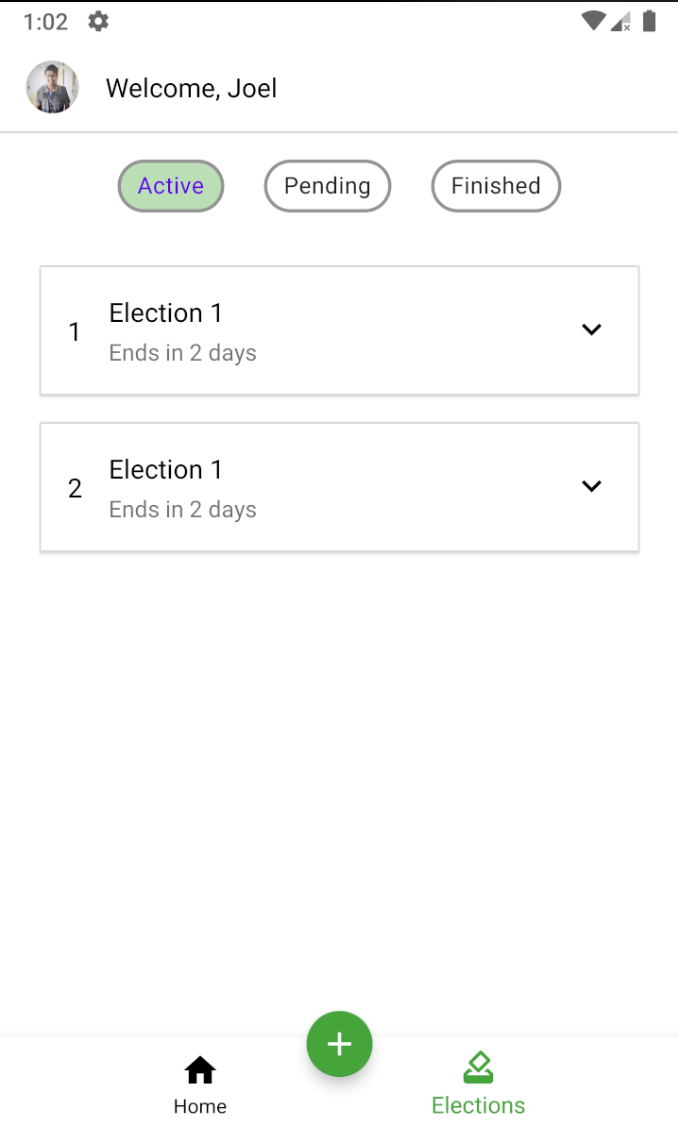 1:02
Welcome, Joel
Active Pending Finished
1
Election 1
Ends in 2 days
2
Election 1
Ends in 2 days
Home
Elections